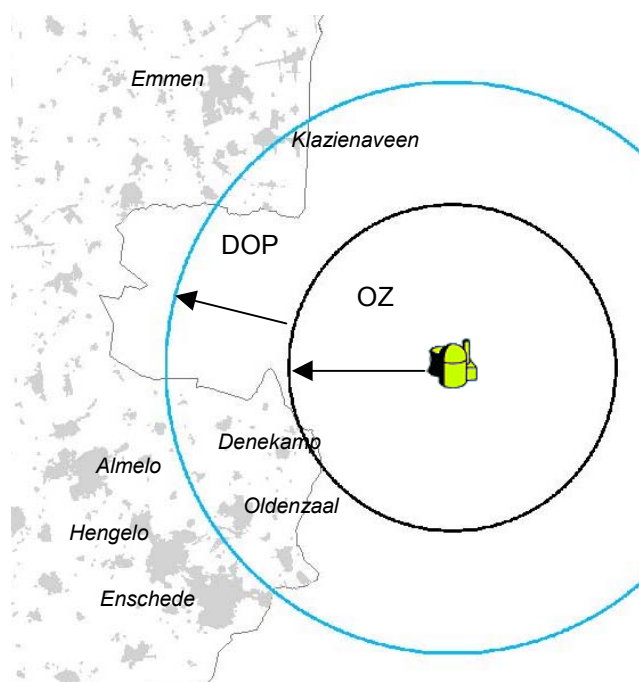 Emmen
Klazienaveen
DOP
OZ
Denekamp
Almelo
Oldenzaal
Hengelo
Enschede